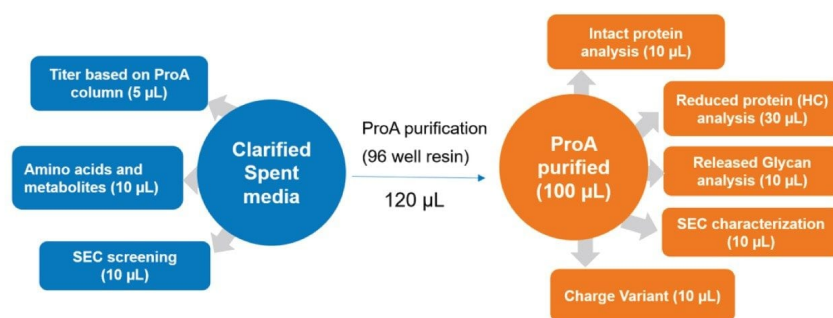 Titer based on ProA
column (5 µL)
Amino acids and
metabolites (10 µL)
SEC screening
(10 µL)
Clarified
Spent
media
ProA purification
(96 well resin)
120 µL
ProA
purified
(100 µL)
Intact protein
analysis (10 µL)
Reduced protein (HC)
analysis (30 µL)
Released Glycan
analysis (10 µL)
SEC characterization
(10 µL)
Charge Variant (10 µL)